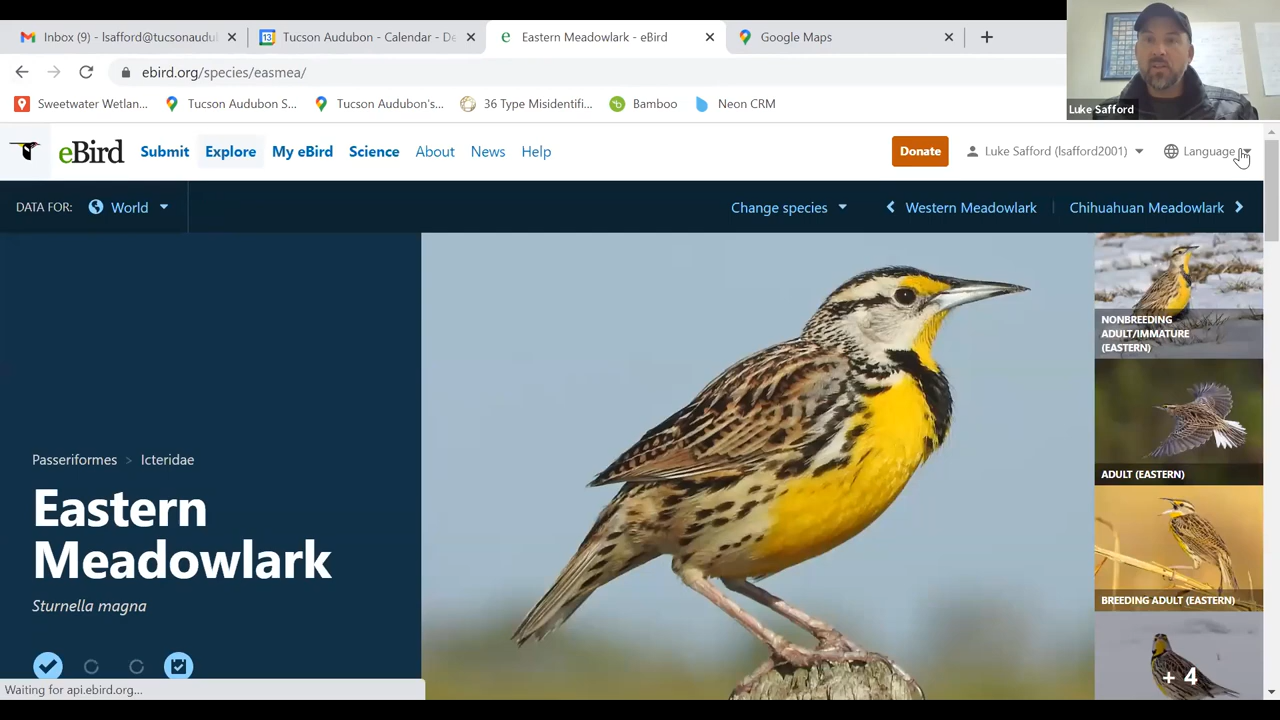 Inbox (9) - lsafford@tucsonaudu
Tucson Audubon - Calendar - De
Eastern Meadowlark - eBird
Google Maps
ebird.org/species/easmea/
Sweetwater Wetlan...
Tucson Audubon S...
Tucson Audubon's...
36 Type Misidentifi...
Bamboo
Neon CRM
Luke Safford
eBird
Submit
Explore
My eBird
Science
About
News
Help
Donate
Luke Safford (lsafford2001)
Language
DATA FOR:
World
Change species
Western Meadowlark
Chihuahuan Meadowlark
NONBREEDING
ADULT/IMMATURE
(EASTERN)
ADULT (EASTERN)
BREEDING ADULT (EASTERN)
+ 4
Passeriformes > Icteridae
Eastern
Meadowlark
Sturnella magna
Waiting for api.ebird.org...